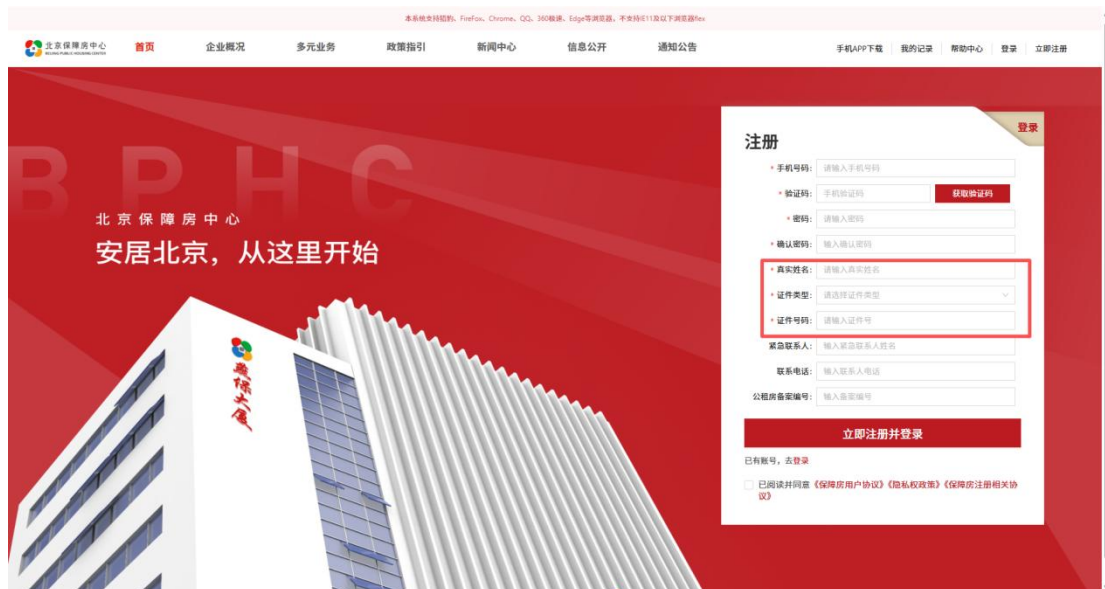 本系统支持猎豹、FireFox、Chrome、QQ、360极速、Edge等浏览器，不支持IE11及以下浏览器flex
北京保障房中心
BEIJING PUBLIC HOUSING CENTER
首页 企业概况 多元业务 政策指引 新闻中心 信息公开 通知公告 手机APP下载 我的记录 帮助中心 登录 立即注册
BPHC
北京保障房中心
安居北京，从这里开始
燕保大厦
登录
注册
* 手机号码: 请输入手机号码
* 验证码: 手机验证码 获取验证码
* 密码: 请输入密码
* 确认密码: 输入确认密码
* 真实姓名: 请输入真实姓名
* 证件类型: 请选择证件类型
* 证件号码: 请输入证件号
紧急联系人: 输入紧急联系人姓名
联系电话: 输入联系人电话
公租房备案编号: 输入备案编号
立即注册并登录
已有账号，去登录
已阅读并同意《保障房用户协议》《隐私权政策》《保障房注册相关协
议》